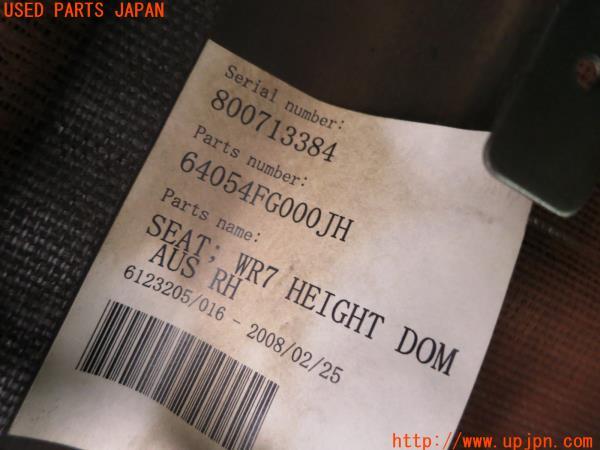 USED PARTS JAPAN
Serial number:
800713384
Parts number:
64054FG000JH
Parts name:
SEAT; WR7 HEIGHT DOM
AUS RH
6123205/016 - 2008/02/25
http://www.upjpn.com/